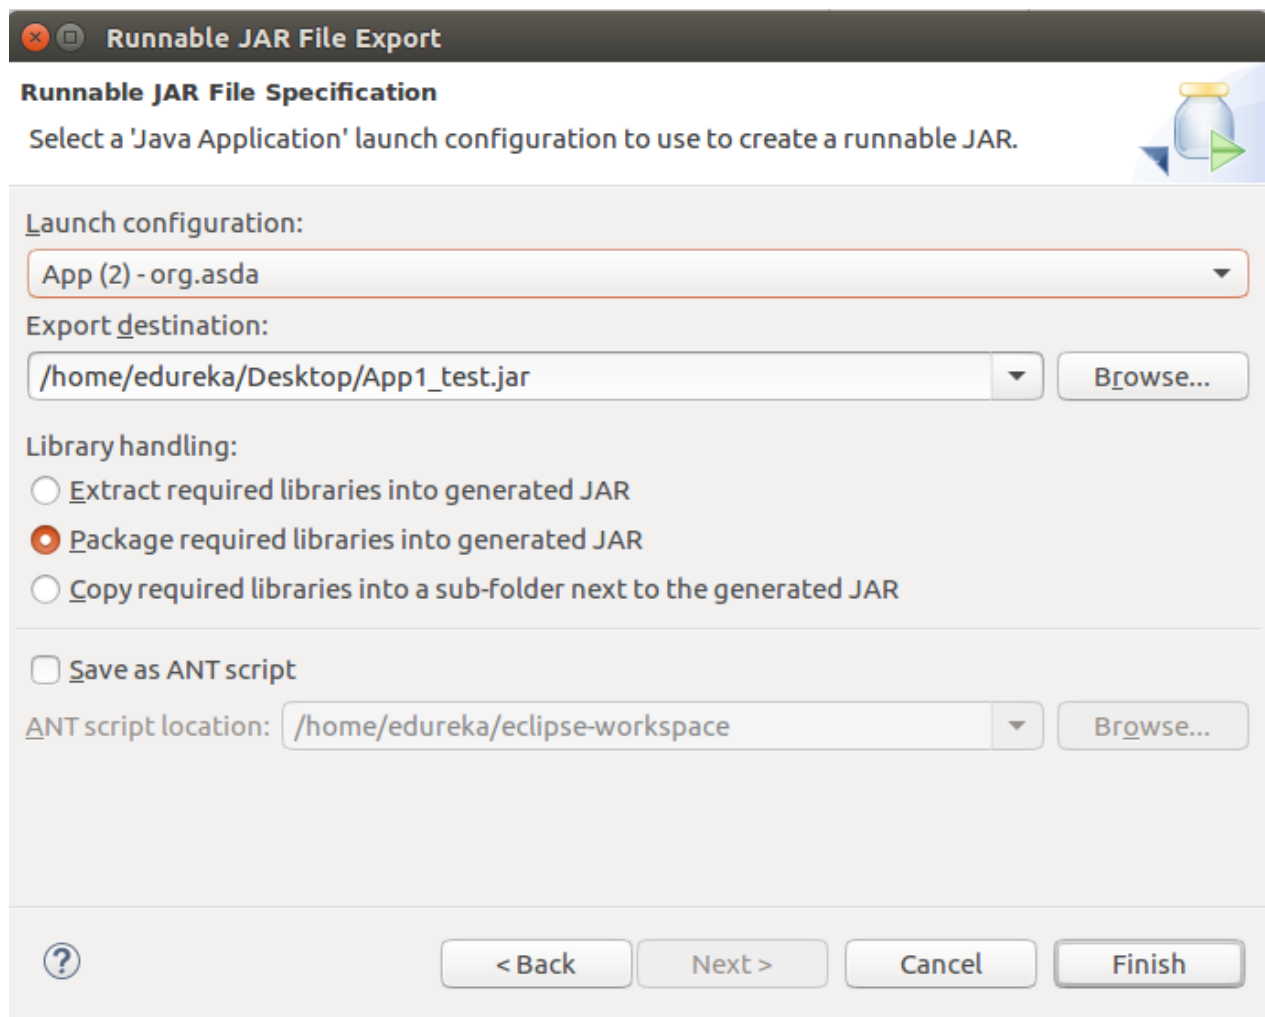 Runnable JAR File Export
Runnable JAR File Specification
Select a 'Java Application' launch configuration to use to create a runnable JAR.
Launch configuration:
App (2) - org.asda
Export destination:
/home/edureka/Desktop/App1_test.jar
Browse...
Library handling:
Extract required libraries into generated JAR
Package required libraries into generated JAR
Copy required libraries into a sub-folder next to the generated JAR
Save as ANT script
ANT script location: /home/edureka/eclipse-workspace Browse...
? < Back Next > Cancel Finish